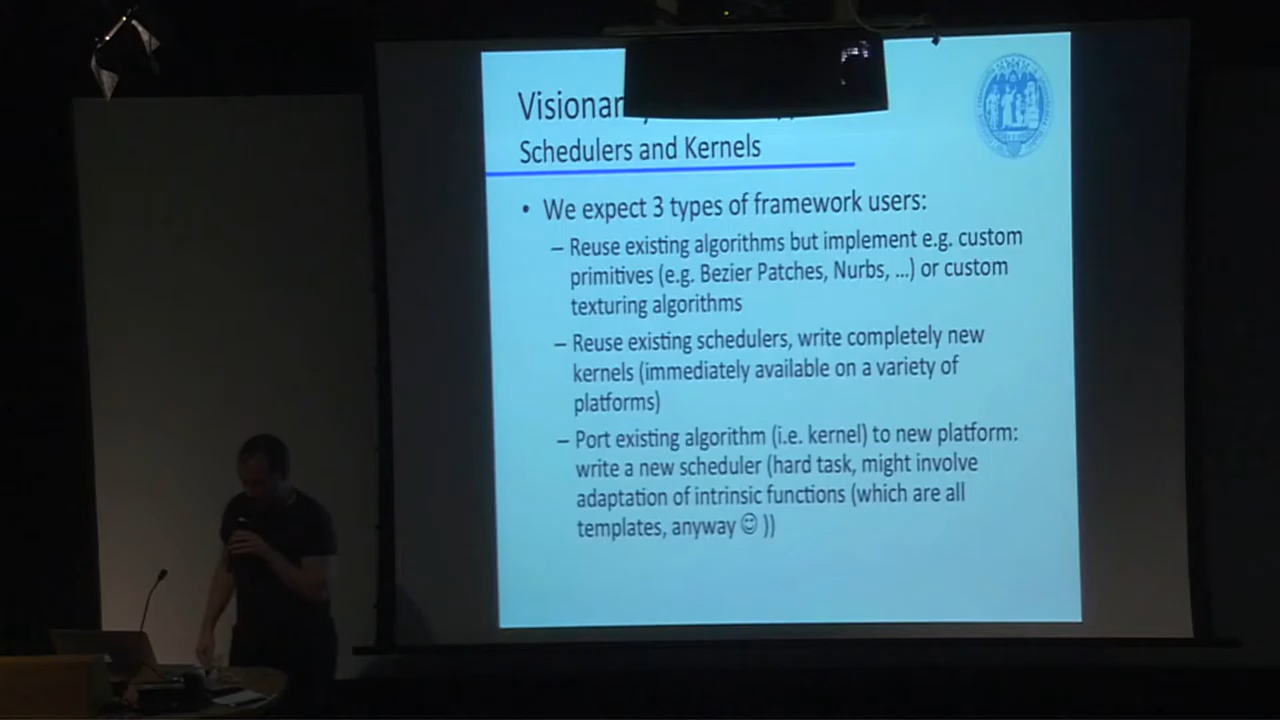 Visionar
Schedulers and Kernels
• We expect 3 types of framework users:
– Reuse existing algorithms but implement e.g. custom
primitives (e.g. Bezier Patches, Nurbs, ...) or custom
texturing algorithms
– Reuse existing schedulers, write completely new
kernels (immediately available on a variety of
platforms)
– Port existing algorithm (i.e. kernel) to new platform:
write a new scheduler (hard task, might involve
adaptation of intrinsic functions (which are all
templates, anyway ☺ ))